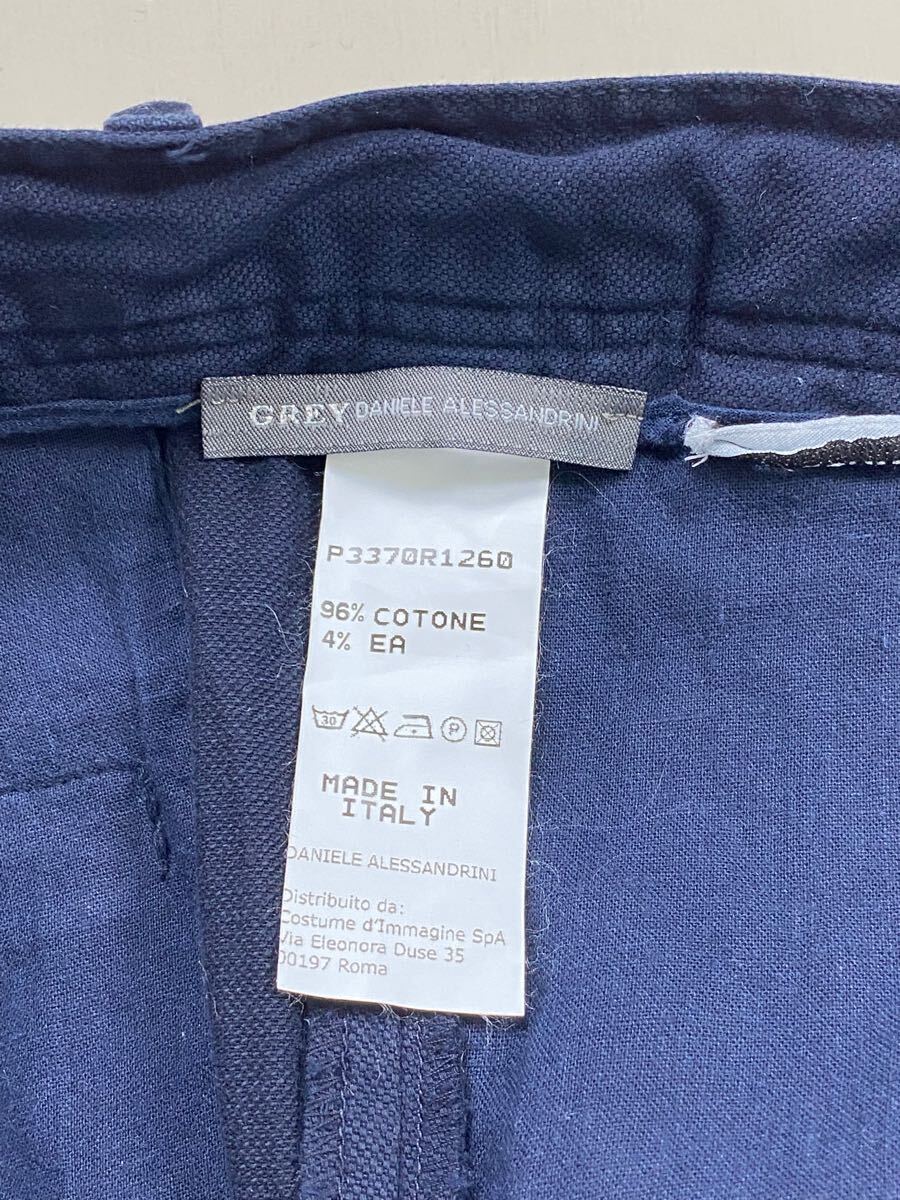 GREY DANIELE ALESSANDRINI
P3370R1260
96% COTONE
4% EA
30 P
MADE IN
ITALY
DANIELE ALESSANDRINI
Distribuito da:
Costume d'Immagine SpA
Via Eleonora Duse 35
00197 Roma